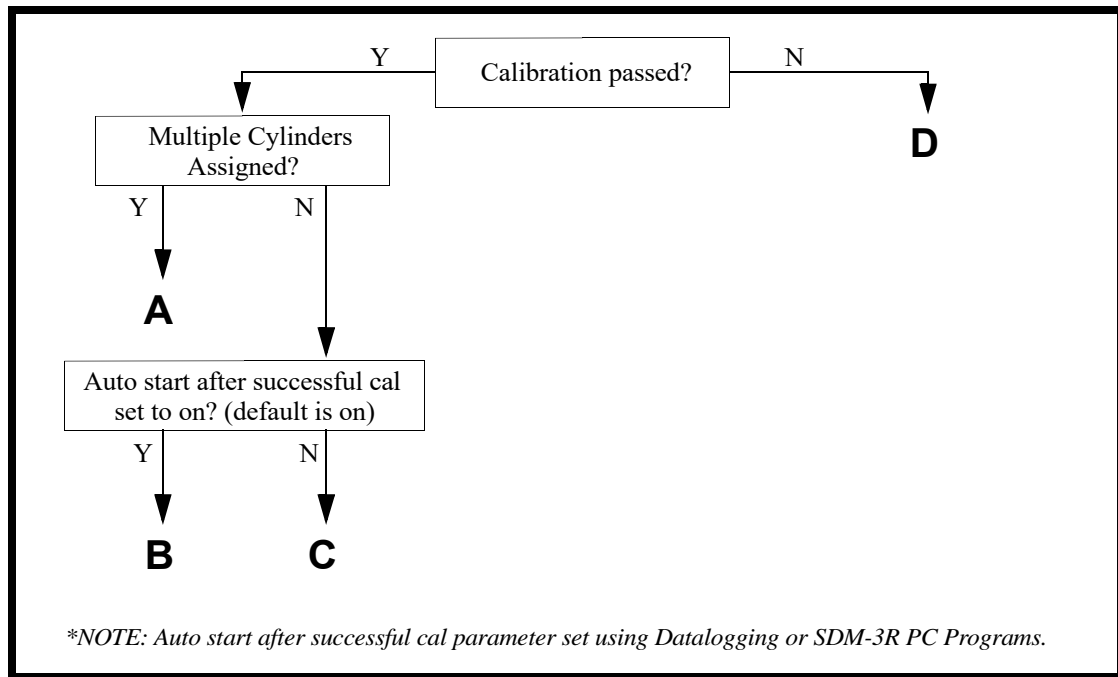 Calibration passed?
Y
N
Multiple Cylinders
Assigned?
D
Y
N
A
Auto start after successful cal
set to on? (default is on)
Y
N
B
C
*NOTE: Auto start after successful cal parameter set using Datalogging or SDM-3R PC Programs.